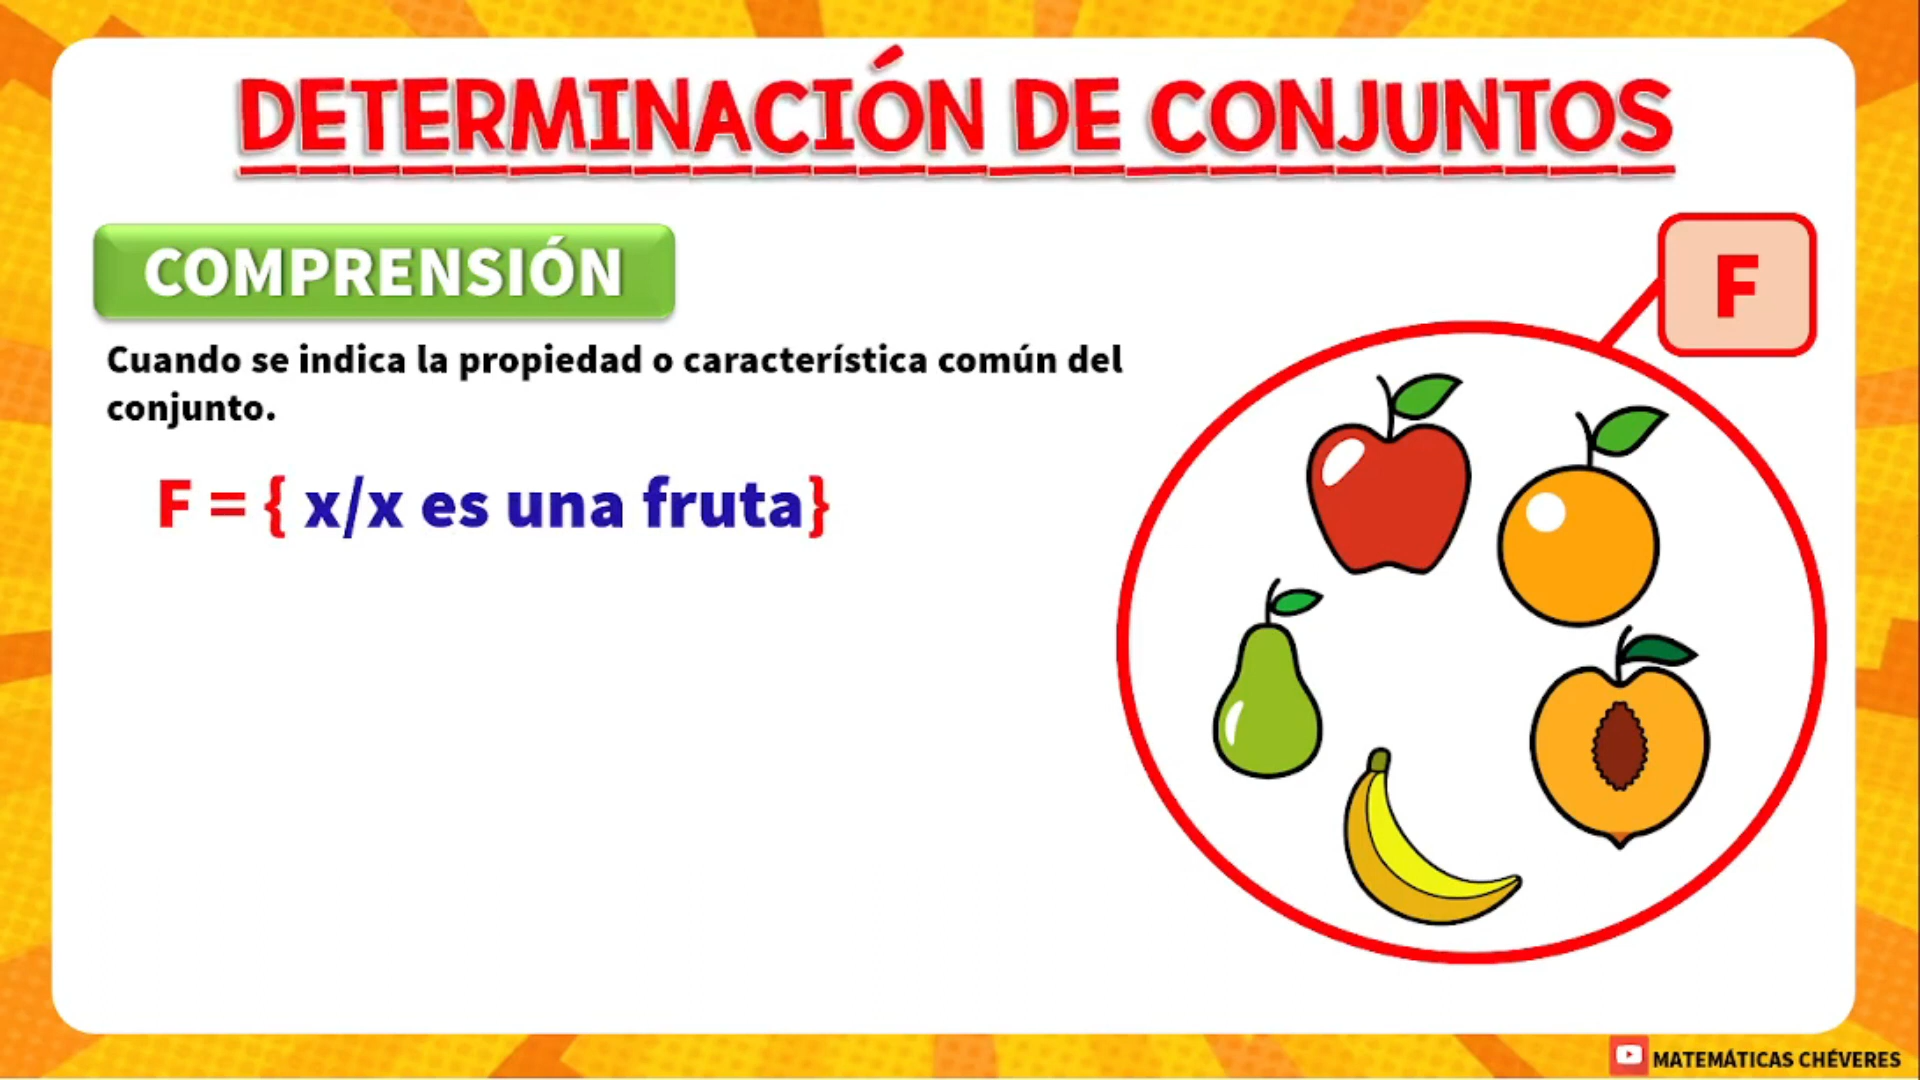 DETERMINACIÓN DE CONJUNTOS
COMPRENSIÓN
F
Cuando se indica la propiedad o característica común del
conjunto.
F = { x/x es una fruta}
MATEMÁTICAS CHÉVERES